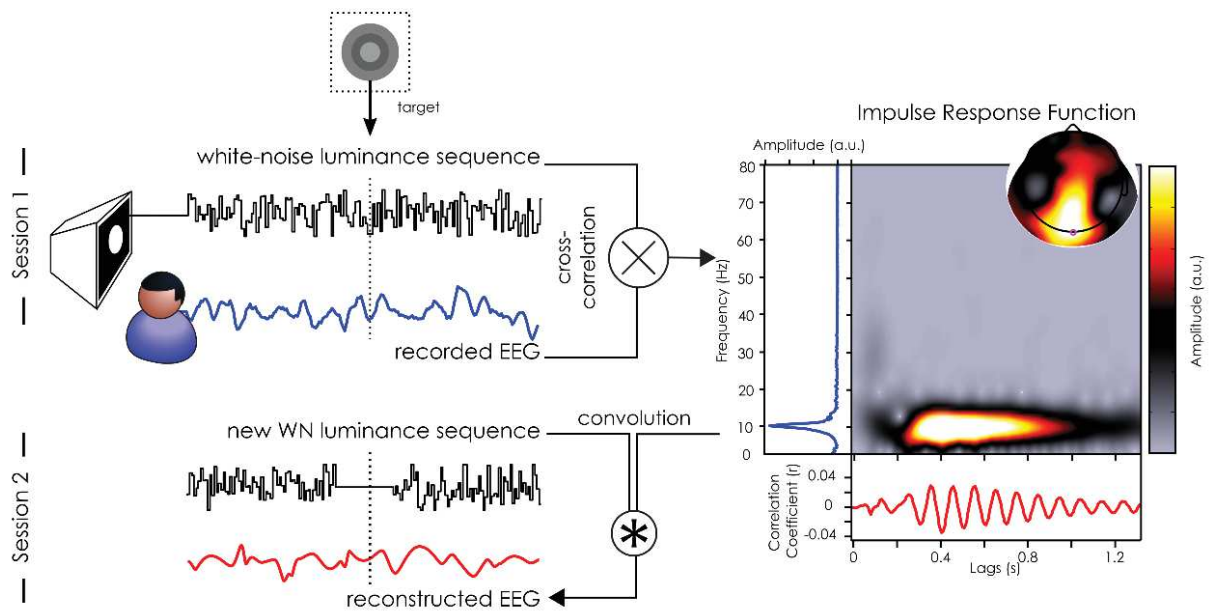 target
Session 1
white-noise luminance sequence
cross-
correlation
recorded EEG
Session 2
new WN luminance sequence
convolution
*
reconstructed EEG
Impulse Response Function
Amplitude (a.u.)
Frequency (Hz)
80
70
60
50
40
30
20
10
0
Amplitude (a.u.)
Correlation
Coefficient (r)
0.04
0
-0.04
0 0.4 0.8 1.2
Lags (s)